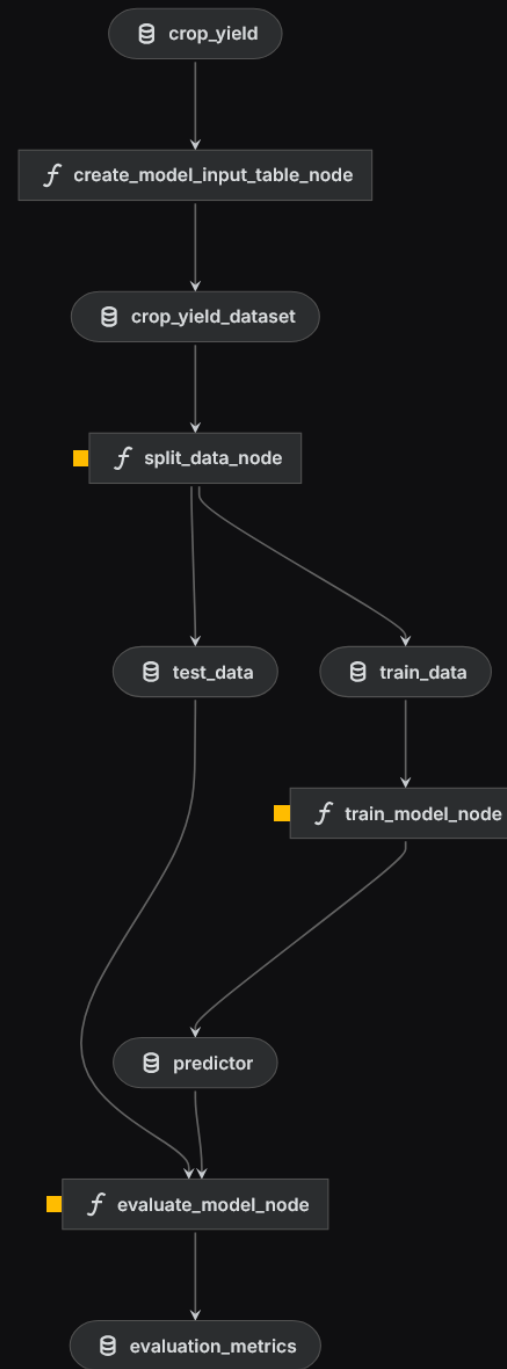 crop_yield
create_model_input_table_node
crop_yield_dataset
split_data_node
test_data
train_data
train_model_node
predictor
evaluate_model_node
evaluation_metrics